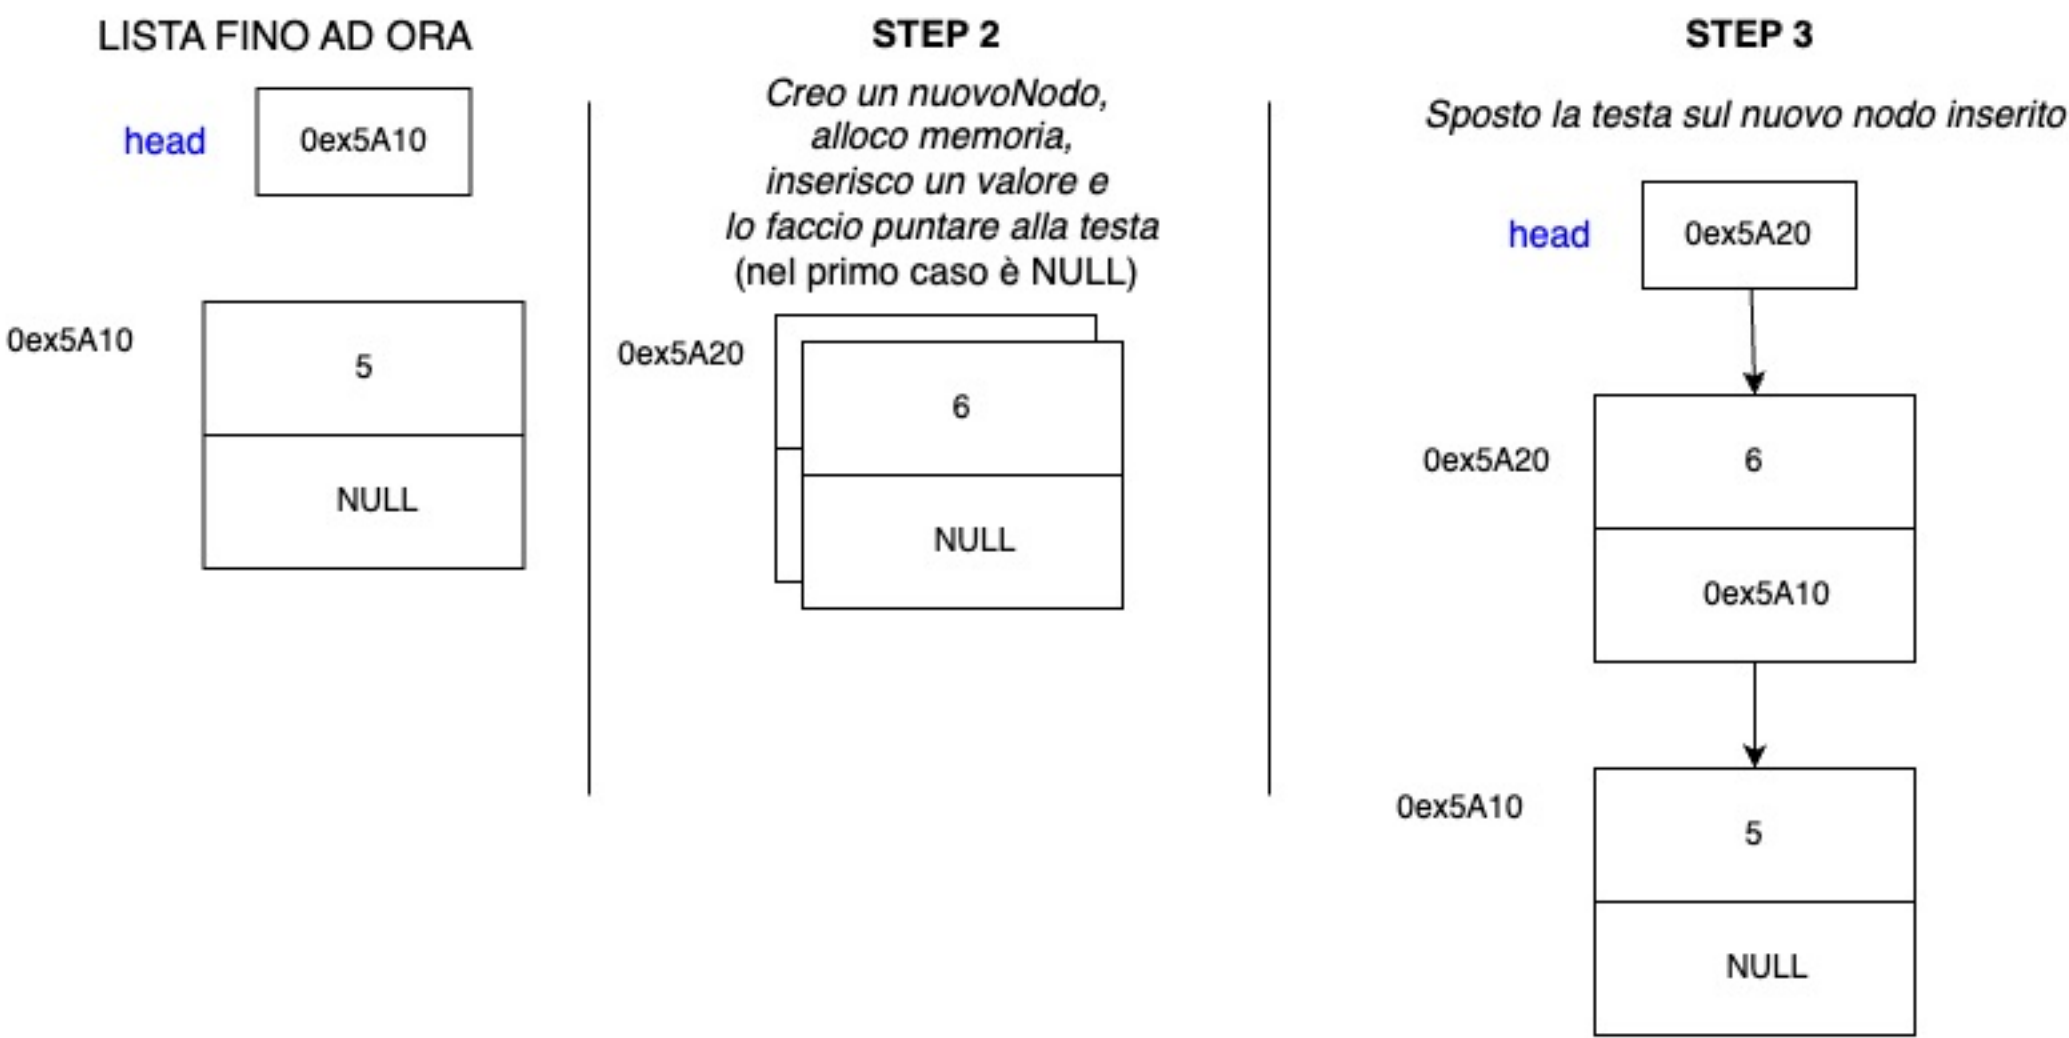 LISTA FINO AD ORA
head
0ex5A10
0ex5A10
5
NULL
STEP 2
Creo un nuovoNodo,
alloco memoria,
inserisco un valore e
lo faccio puntare alla testa
(nel primo caso è NULL)
0ex5A20
6
NULL
STEP 3
Sposto la testa sul nuovo nodo inserito
head
0ex5A20
0ex5A20
6
0ex5A10
0ex5A10
5
NULL